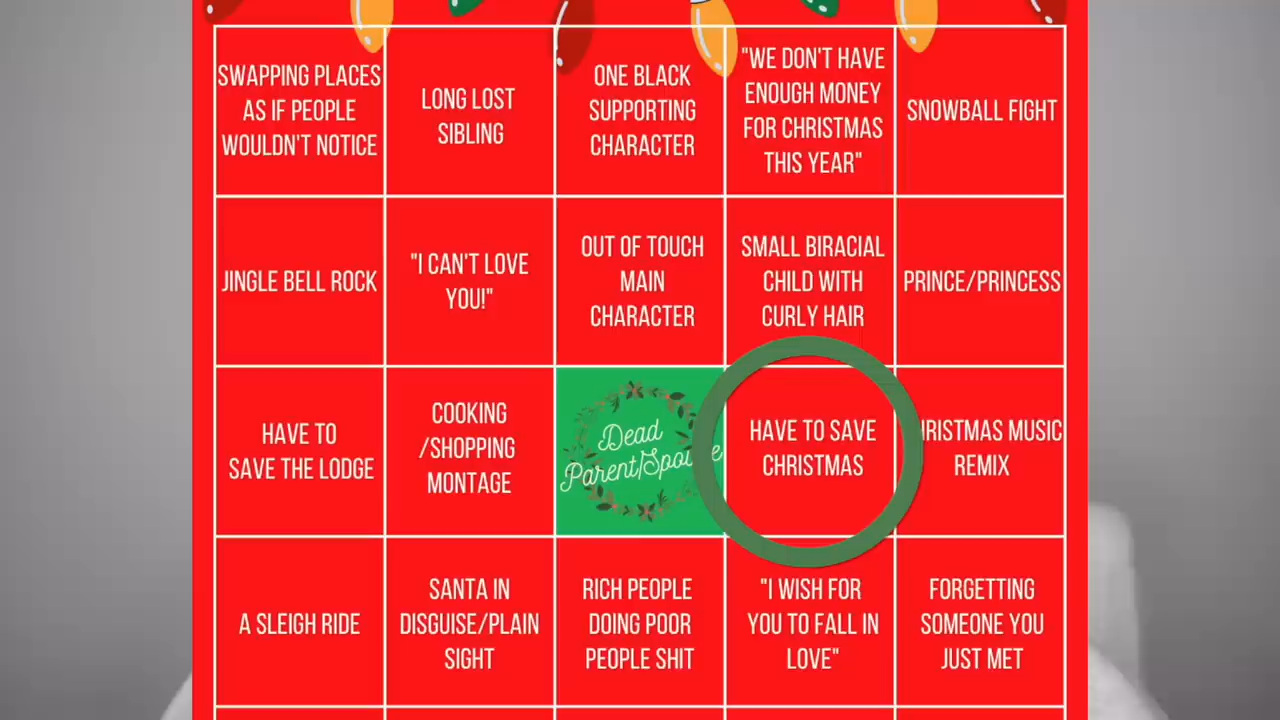 SWAPPING PLACES
AS IF PEOPLE
WOULDN'T NOTICE
LONG LOST
SIBLING
ONE BLACK
SUPPORTING
CHARACTER
"WE DON'T HAVE
ENOUGH MONEY
FOR CHRISTMAS
THIS YEAR"
SNOWBALL FIGHT
JINGLE BELL ROCK
"I CAN'T LOVE
YOU!"
OUT OF TOUCH
MAIN
CHARACTER
SMALL BIRACIAL
CHILD WITH
CURLY HAIR
PRINCE/PRINCESS
HAVE TO
SAVE THE LODGE
COOKING
/SHOPPING
MONTAGE
Dead
Parent/Spouse
HAVE TO SAVE
CHRISTMAS
RISTMAS MUSIC
REMIX
A SLEIGH RIDE
SANTA IN
DISGUISE/PLAIN
SIGHT
RICH PEOPLE
DOING POOR
PEOPLE SHIT
"I WISH FOR
YOU TO FALL IN
LOVE"
FORGETTING
SOMEONE YOU
JUST MET